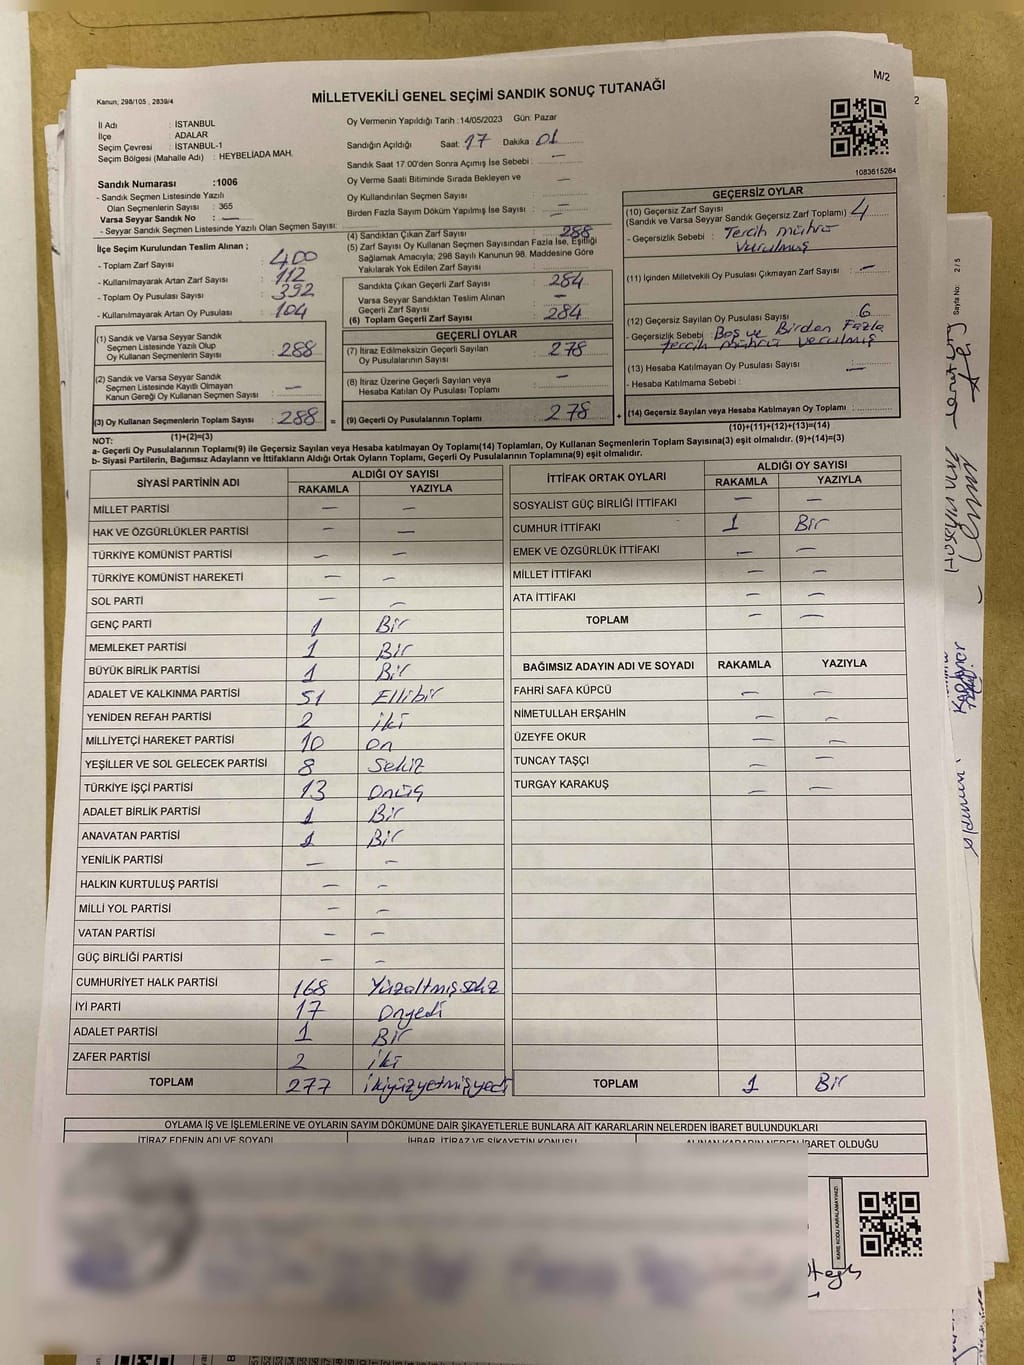 M/2
Kanun; 298/105 , 2839/4
MİLLETVEKİLİ GENEL SEÇİMİ SANDIK SONUÇ TUTANAĞI
İl Adı : İSTANBUL
İlçe : ADALAR
Seçim Çevresi : İSTANBUL-1
Seçim Bölgesi (Mahalle Adı) : HEYBELİADA MAH.
Sandık Numarası :1006
- Sandık Seçmen Listesinde Yazılı
Olan Seçmenlerin Sayısı : 365
Varsa Seyyar Sandık No : —
- Seyyar Sandık Seçmen Listesinde Yazılı Olan Seçmen Sayısı:
İlçe Seçim Kurulundan Teslim Alınan ;
- Toplam Zarf Sayısı : 400
- Kullanılmayarak Artan Zarf Sayısı : 112
- Toplam Oy Pusulası Sayısı : 392
- Kullanılmayarak Artan Oy Pusulası : 104
(1) Sandık ve Varsa Seyyar Sandık
Seçmen Listesinde Yazılı Olup
Oy Kullanan Seçmenlerin Sayısı : 288
(2) Sandık ve Varsa Seyyar Sandık
Seçmen Listesinde Kayıtlı Olmayan
Kanun Gereği Oy Kullanan Seçmen Sayısı : —
(3) Oy Kullanan Seçmenlerin Toplam Sayısı : 288 =
(1)+(2)=(3)
Oy Vermenin Yapıldığı Tarih :14/05/2023 Gün: Pazar
Sandığın Açıldığı Saat: 17 Dakika: 01
Sandık Saat 17:00'den Sonra Açımış İse Sebebi : —
Oy Verme Saati Bitiminde Sırada Bekleyen ve
Oy Kullandırılan Seçmen Sayısı : —
Birden Fazla Sayım Döküm Yapılmış İse Sayısı : —
(4) Sandıktan Çıkan Zarf Sayısı : 288
(5) Zarf Sayısı Oy Kullanan Seçmen Sayısından Fazla İse, Eşitliği
Sağlamak Amacıyla; 298 Sayılı Kanunun 98. Maddesine Göre
Yakılarak Yok Edilen Zarf Sayısı : —
Sandıkta Çıkan Geçerli Zarf Sayısı : 284
Varsa Seyyar Sandıktan Teslim Alınan
Geçerli Zarf Sayısı : —
(6) Toplam Geçerli Zarf Sayısı : 284
GEÇERLİ OYLAR
(7) İtiraz Edilmeksizin Geçerli Sayılan
Oy Pusulalarının Sayısı : 278
(8) İtiraz Üzerine Geçerli Sayılan veya
Hesaba Katılan Oy Pusulası Toplamı : —
(9) Geçerli Oy Pusulalarının Toplamı : 278 +
1083615264
GEÇERSİZ OYLAR
(10) Geçersiz Zarf Sayısı 4
(Sandık ve Varsa Seyyar Sandık Geçersiz Zarf Toplamı)
- Geçersizlik Sebebi : Tercih mührü
vurulmuş
(11) İçinden Milletvekili Oy Pusulası Çıkmayan Zarf Sayısı : —
(12) Geçersiz Sayılan Oy Pusulası Sayısı : 6
- Geçersizlik Sebebi : Boş ve Birden Fazla
tercih mührü vurulmuş
(13) Hesaba Katılmayan Oy Pusulası Sayısı : —
- Hesaba Katılmama Sebebi :
(14) Geçersiz Sayılan veya Hesaba Katılmayan Oy Toplamı :
(10)+(11)+(12)+(13)=(14)
NOT:
a- Geçerli Oy Pusulalarının Toplamı(9) ile Geçersiz Sayılan veya Hesaba katılmayan Oy Toplamı(14) Toplamları, Oy Kullanan Seçmenlerin Toplam Sayısına(3) eşit olmalıdır. (9)+(14)=(3)
b- Siyasi Partilerin, Bağımsız Adayların ve İttifakların Aldığı Ortak Oyların Toplamı, Geçerli Oy Pusulalarının Toplamına(9) eşit olmalıdır.
SİYASİ PARTİNİN ADI ALDIĞI OY SAYISI
RAKAMLA YAZIYLA
MİLLET PARTİSİ — —
HAK VE ÖZGÜRLÜKLER PARTİSİ — —
TÜRKİYE KOMÜNİST PARTİSİ — —
TÜRKİYE KOMÜNİST HAREKETİ — —
SOL PARTİ — —
GENÇ PARTİ 1 Bir
MEMLEKET PARTİSİ 1 Bir
BÜYÜK BİRLİK PARTİSİ 1 Bir
ADALET VE KALKINMA PARTİSİ 51 Ellibir
YENİDEN REFAH PARTİSİ 2 iki
MİLLİYETÇİ HAREKET PARTİSİ 10 on
YEŞİLLER VE SOL GELECEK PARTİSİ 8 Sekiz
TÜRKİYE İŞÇİ PARTİSİ 13 Onüç
ADALET BİRLİK PARTİSİ 1 Bir
ANAVATAN PARTİSİ 1 Bir
YENİLİK PARTİSİ — —
HALKIN KURTULUŞ PARTİSİ — —
MİLLİ YOL PARTİSİ — —
VATAN PARTİSİ — —
GÜÇ BİRLİĞİ PARTİSİ — —
CUMHURİYET HALK PARTİSİ 168 Yüzaltmışsekiz
İYİ PARTİ 17 Onyedi
ADALET PARTİSİ 1 Bir
ZAFER PARTİSİ 2 iki
TOPLAM 277 ikiyüzyetmişyedi
İTTİFAK ORTAK OYLARI ALDIĞI OY SAYISI
RAKAMLA YAZIYLA
SOSYALİST GÜÇ BİRLİĞİ İTTİFAKI — —
CUMHUR İTTİFAKI 1 Bir
EMEK VE ÖZGÜRLÜK İTTİFAKI — —
MİLLET İTTİFAKI — —
ATA İTTİFAKI — —
TOPLAM — —
BAĞIMSIZ ADAYIN ADI VE SOYADI RAKAMLA YAZIYLA
FAHRİ SAFA KÜPCÜ — —
NİMETULLAH ERŞAHİN — —
ÜZEYFE OKUR — —
TUNCAY TAŞÇI — —
TURGAY KARAKUŞ — —
TOPLAM 1 Bir
OYLAMA İŞ VE İŞLEMLERİNE VE OYLARIN SAYIM DÖKÜMÜNE DAİR ŞİKAYETLERLE BUNLARA AİT KARARLARIN NELERDEN İBARET BULUNDUKLARI
İTİRAZ EDENİN ADI VE SOYADI İHBAR, İTİRAZ VE ŞİKAYETİN KONUSU ALINAN KARARIN NEDEN İBARET OLDUĞU
KARE KODU KARALAMAYINIZ!
Sayfa No: 2/5